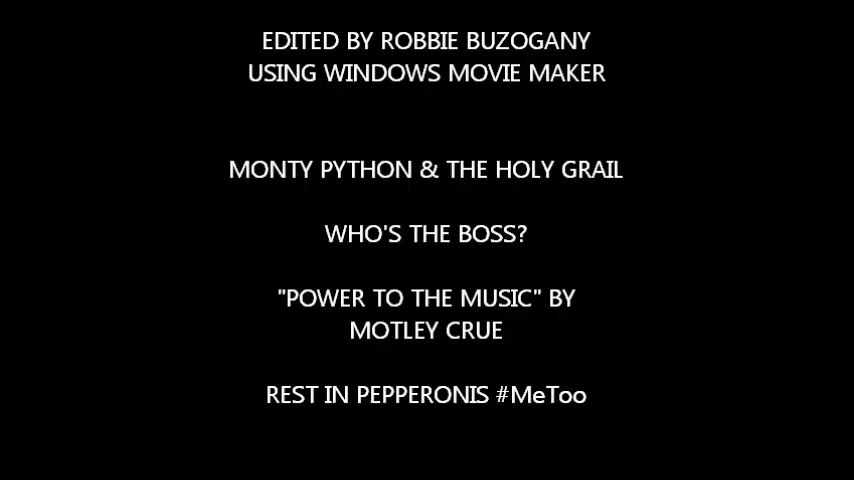 EDITED BY ROBBIE BUZOGANY
USING WINDOWS MOVIE MAKER
MONTY PYTHON & THE HOLY GRAIL
WHO'S THE BOSS?
"POWER TO THE MUSIC" BY
MOTLEY CRUE
REST IN PEPPERONIS #MeToo